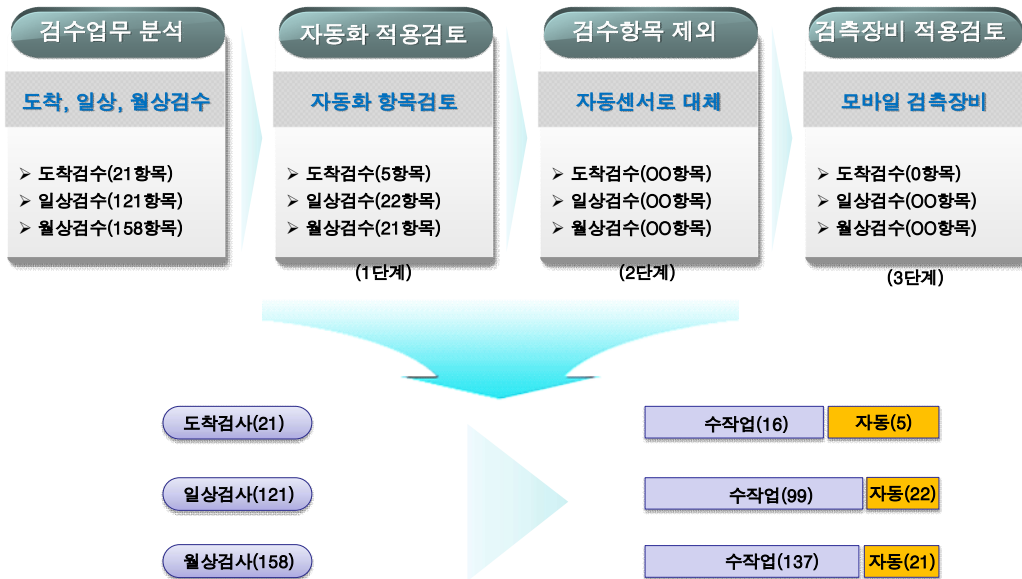 검수업무 분석
도착, 일상, 월상검수
➢ 도착검수(21항목)
➢ 일상검수(121항목)
➢ 월상검수(158항목)
자동화 적용검토
자동화 항목검토
➢ 도착검수(5항목)
➢ 일상검수(22항목)
➢ 월상검수(21항목)
(1단계)
검수항목 제외
자동센서로 대체
➢ 도착검수(OO항목)
➢ 일상검수(OO항목)
➢ 월상검수(OO항목)
(2단계)
검측장비 적용검토
모바일 검측장비
➢ 도착검수(0항목)
➢ 일상검수(OO항목)
➢ 월상검수(OO항목)
(3단계)
도착검사(21)
수작업(16)
자동(5)
일상검사(121)
수작업(99)
자동(22)
월상검사(158)
수작업(137)
자동(21)